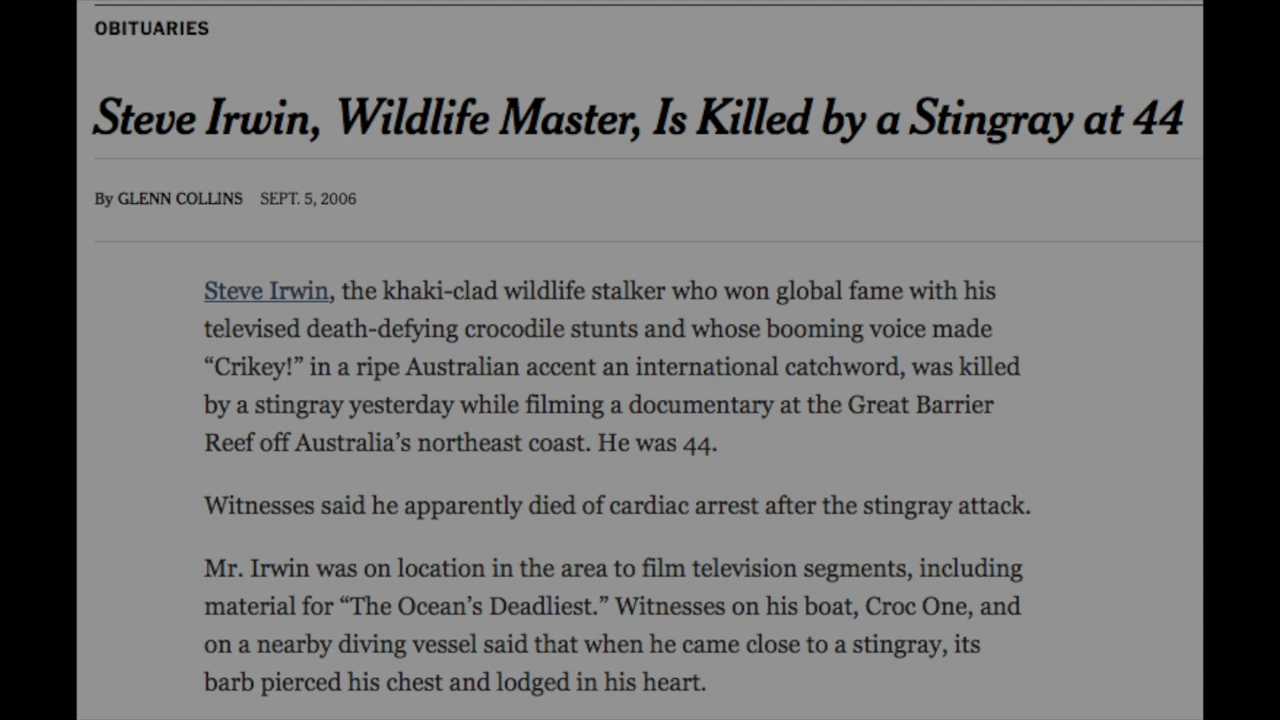 OBITUARIES
Steve Irwin, Wildlife Master, Is Killed by a Stingray at 44
By GLENN COLLINS SEPT. 5, 2006
Steve Irwin, the khaki-clad wildlife stalker who won global fame with his
televised death-defying crocodile stunts and whose booming voice made
“Crikey!” in a ripe Australian accent an international catchword, was killed
by a stingray yesterday while filming a documentary at the Great Barrier
Reef off Australia’s northeast coast. He was 44.
Witnesses said he apparently died of cardiac arrest after the stingray attack.
Mr. Irwin was on location in the area to film television segments, including
material for “The Ocean’s Deadliest.” Witnesses on his boat, Croc One, and
on a nearby diving vessel said that when he came close to a stingray, its
barb pierced his chest and lodged in his heart.